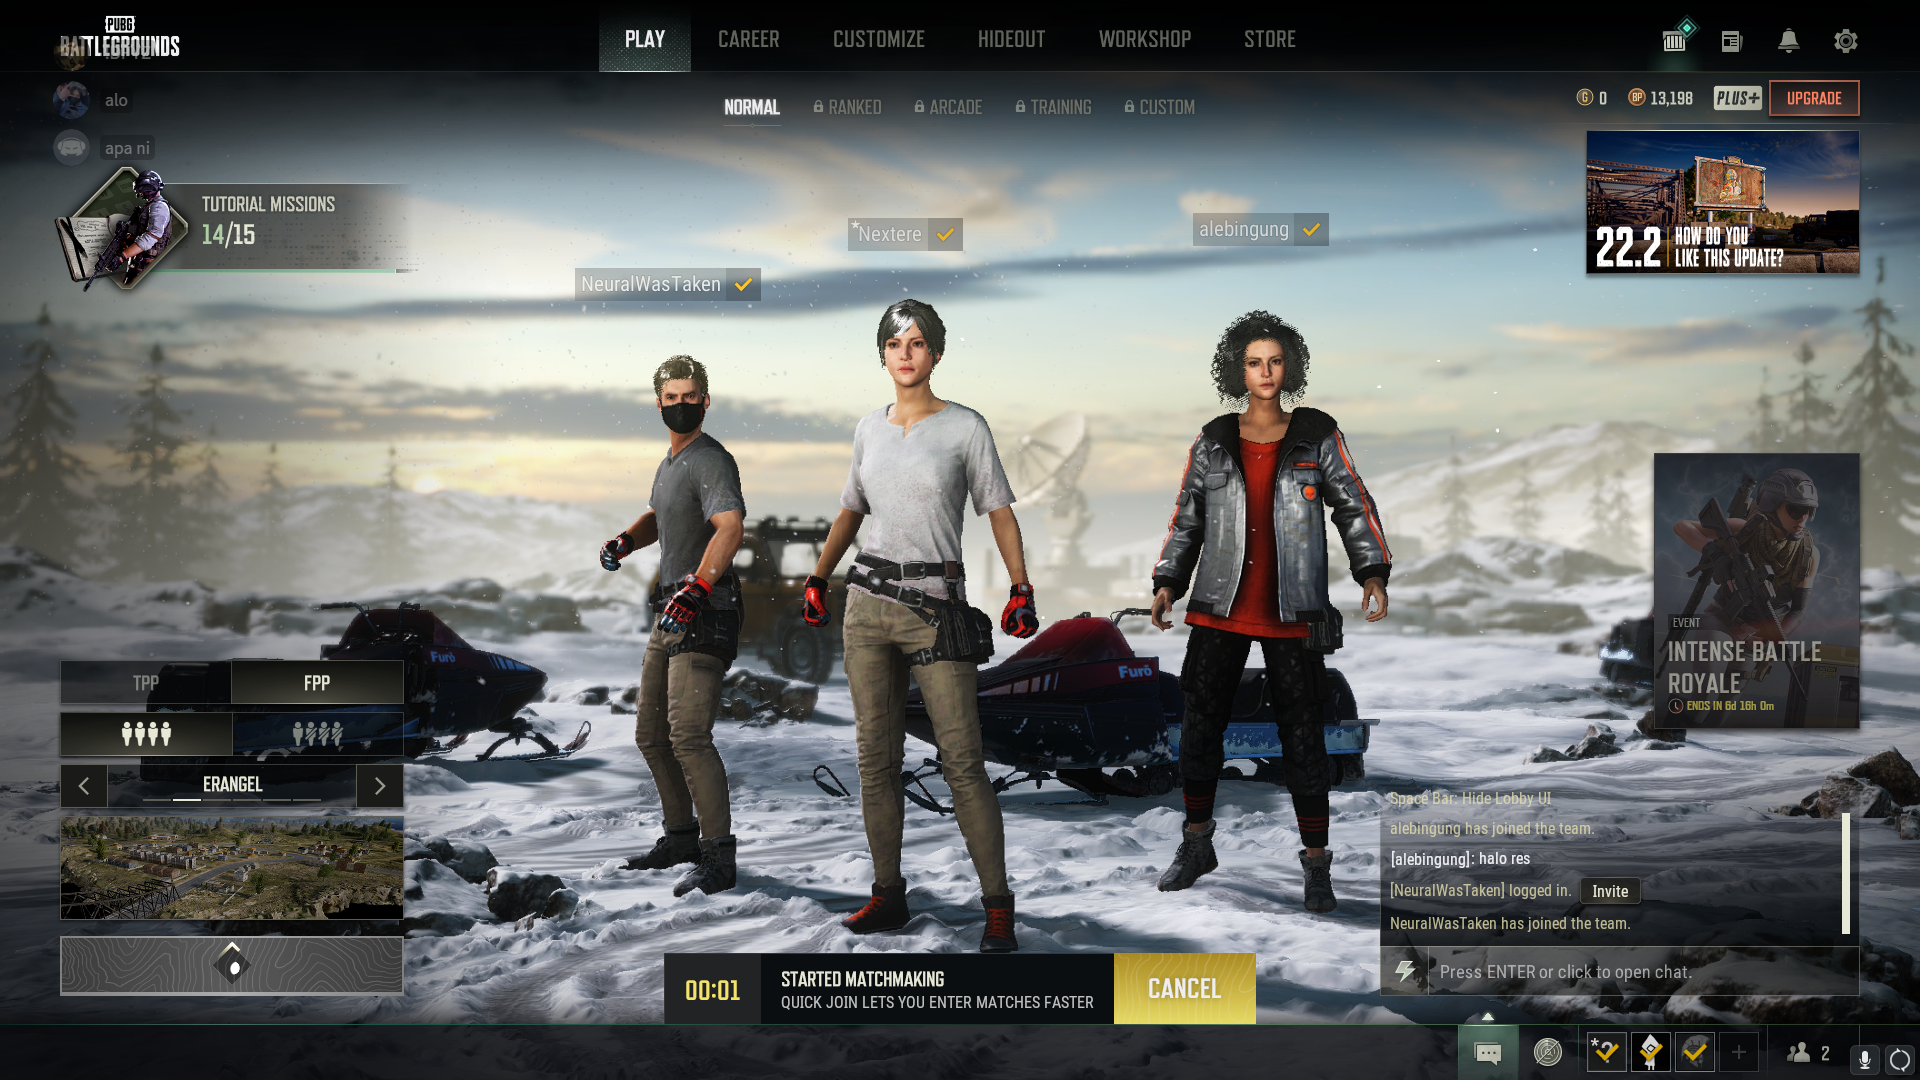 PUBG
BATTLEGROUNDS
PLAY
CAREER
CUSTOMIZE
HIDEOUT
WORKSHOP
STORE
alo
apa ni
NORMAL
RANKED
ARCADE
TRAINING
CUSTOM
G 0
BP 13,198
PLUS+
UPGRADE
TUTORIAL MISSIONS
14/15
*Nextere
alebingung
NeuralWasTaken
22.2
HOW DO YOU
LIKE THIS UPDATE?
EVENT
INTENSE BATTLE
ROYALE
ENDS IN 6d 16h 0m
TPP
FPP
ERANGEL
Furó
Furó
Space Bar: Hide Lobby UI
alebingung has joined the team.
[alebingung]: halo res
[NeuralWasTaken] logged in. Invite
NeuralWasTaken has joined the team.
Press ENTER or click to open chat.
00:01
STARTED MATCHMAKING
QUICK JOIN LETS YOU ENTER MATCHES FASTER
CANCEL
*?
2